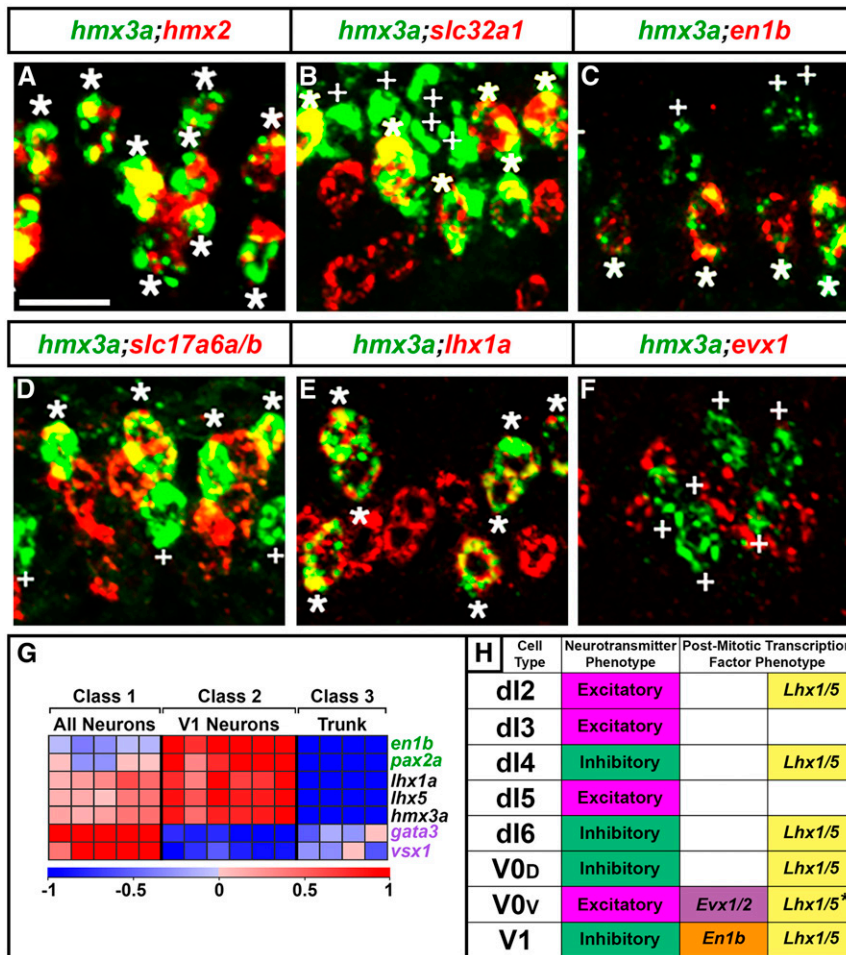 hmx3a;hmx2
hmx3a;slc32a1
hmx3a;en1b
A
B
C
hmx3a;slc17a6a/b
hmx3a;lhx1a
hmx3a;evx1
D
E
F
G
Class 1
Class 2
Class 3
All Neurons
V1 Neurons
Trunk
en1b
pax2a
lhx1a
lhx5
hmx3a
gata3
vsx1
-1 -0.5 0 0.5 1
H
Cell Type
Neurotransmitter Phenotype
Post-Mitotic Transcription Factor Phenotype
dI2 Excitatory Lhx1/5
dI3 Excitatory
dI4 Inhibitory Lhx1/5
dI5 Excitatory
dI6 Inhibitory Lhx1/5
V0D Inhibitory Lhx1/5
V0V Excitatory Evx1/2 Lhx1/5*
V1 Inhibitory En1b Lhx1/5